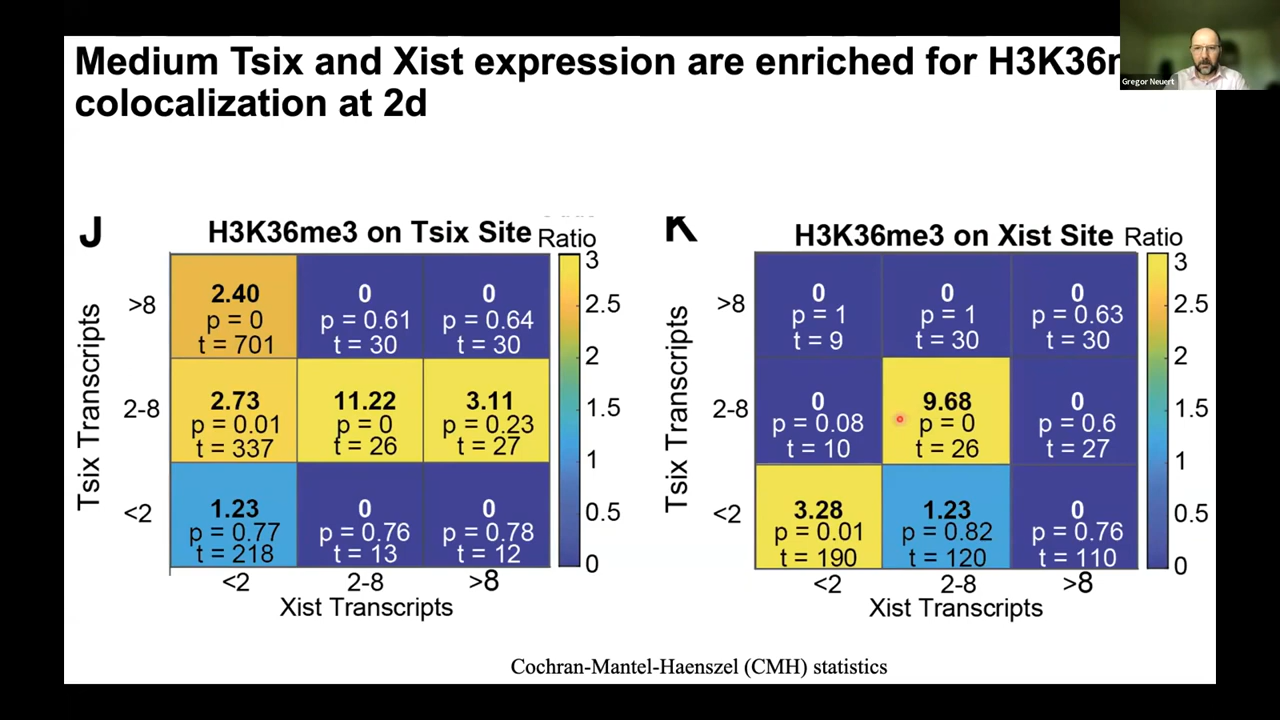 Medium Tsix and Xist expression are enriched for
colocalization at 2d
Gregor Neuert
J
H3K36me3 on Tsix Site
Ratio
Tsix Transcripts
>8
2-8
<2
2.40
p = 0
t = 701
0
p = 0.61
t = 30
0
p = 0.64
t = 30
2.73
p = 0.01
t = 337
11.22
p = 0
t = 26
3.11
p = 0.23
t = 27
1.23
p = 0.77
t = 218
0
p = 0.76
t = 13
0
p = 0.78
t = 12
3
2.5
2
1.5
1
0.5
0
<2 2-8 >8
Xist Transcripts
K
H3K36me3 on Xist Site
Ratio
Tsix Transcripts
>8
2-8
<2
0
p = 1
t = 9
0
p = 1
t = 30
0
p = 0.63
t = 30
0
p = 0.08
t = 10
9.68
p = 0
t = 26
0
p = 0.6
t = 27
3.28
p = 0.01
t = 190
1.23
p = 0.82
t = 120
0
p = 0.76
t = 110
3
2.5
2
1.5
1
0.5
0
<2 2-8 >8
Xist Transcripts
Cochran-Mantel-Haenszel (CMH) statistics